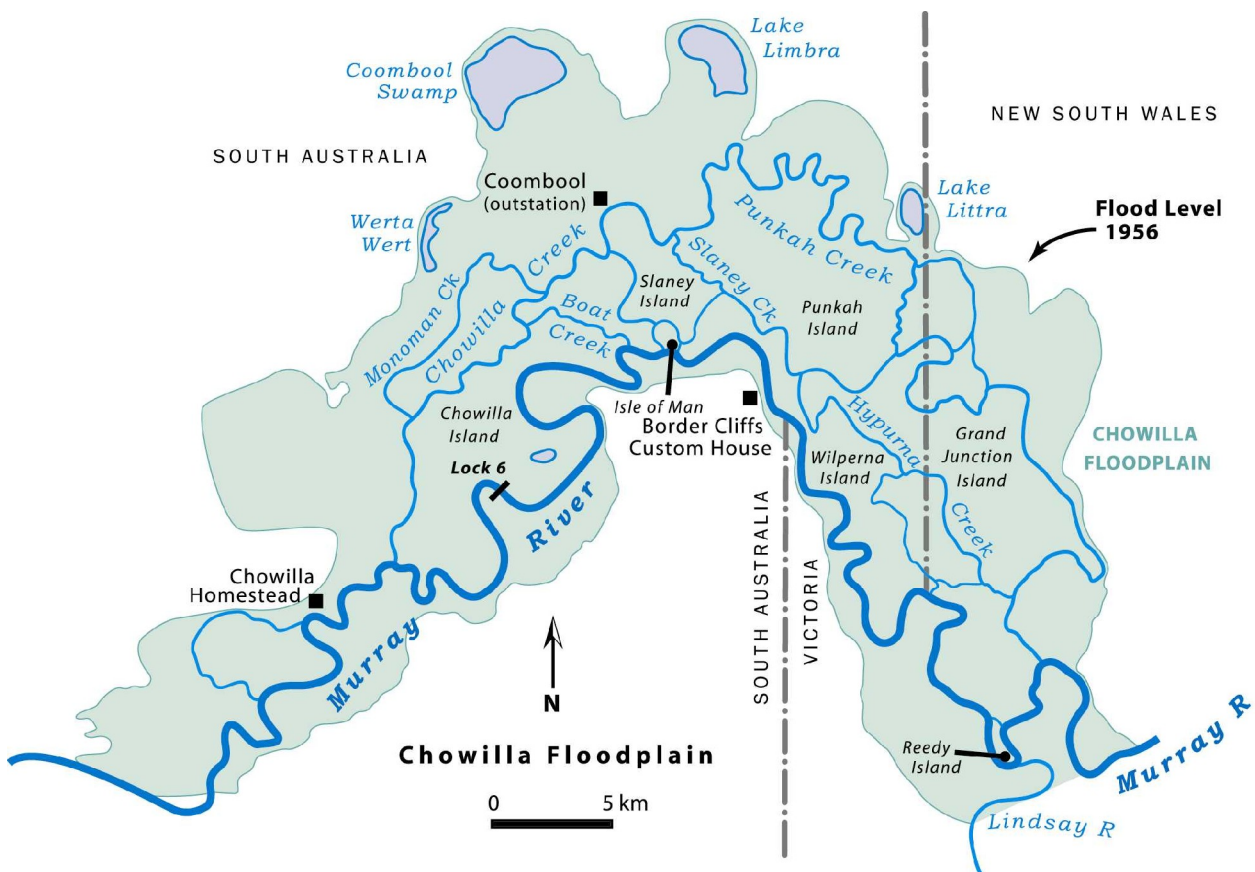 Lake
Limbra
Coombool
Swamp
NEW SOUTH WALES
SOUTH AUSTRALIA
Coombool
(outstation)
Lake
Littra
Werta
Wert
Punkah Creek
Flood Level
1956
Creek
Slaney Ck
Slaney
Island
Monoman Ck
Chowilla
Boat
Creek
Punkah
Island
Isle of Man
Chowilla
Island
Border Cliffs
Custom House
Hypurna
Creek
Grand
Junction
Island
CHOWILLA
FLOODPLAIN
Wilperna
Island
Lock 6
River
SOUTH AUSTRALIA
VICTORIA
Chowilla
Homestead
Murray
N
Chowilla Floodplain
0 5 km
Reedy
Island
Murray R
Lindsay R